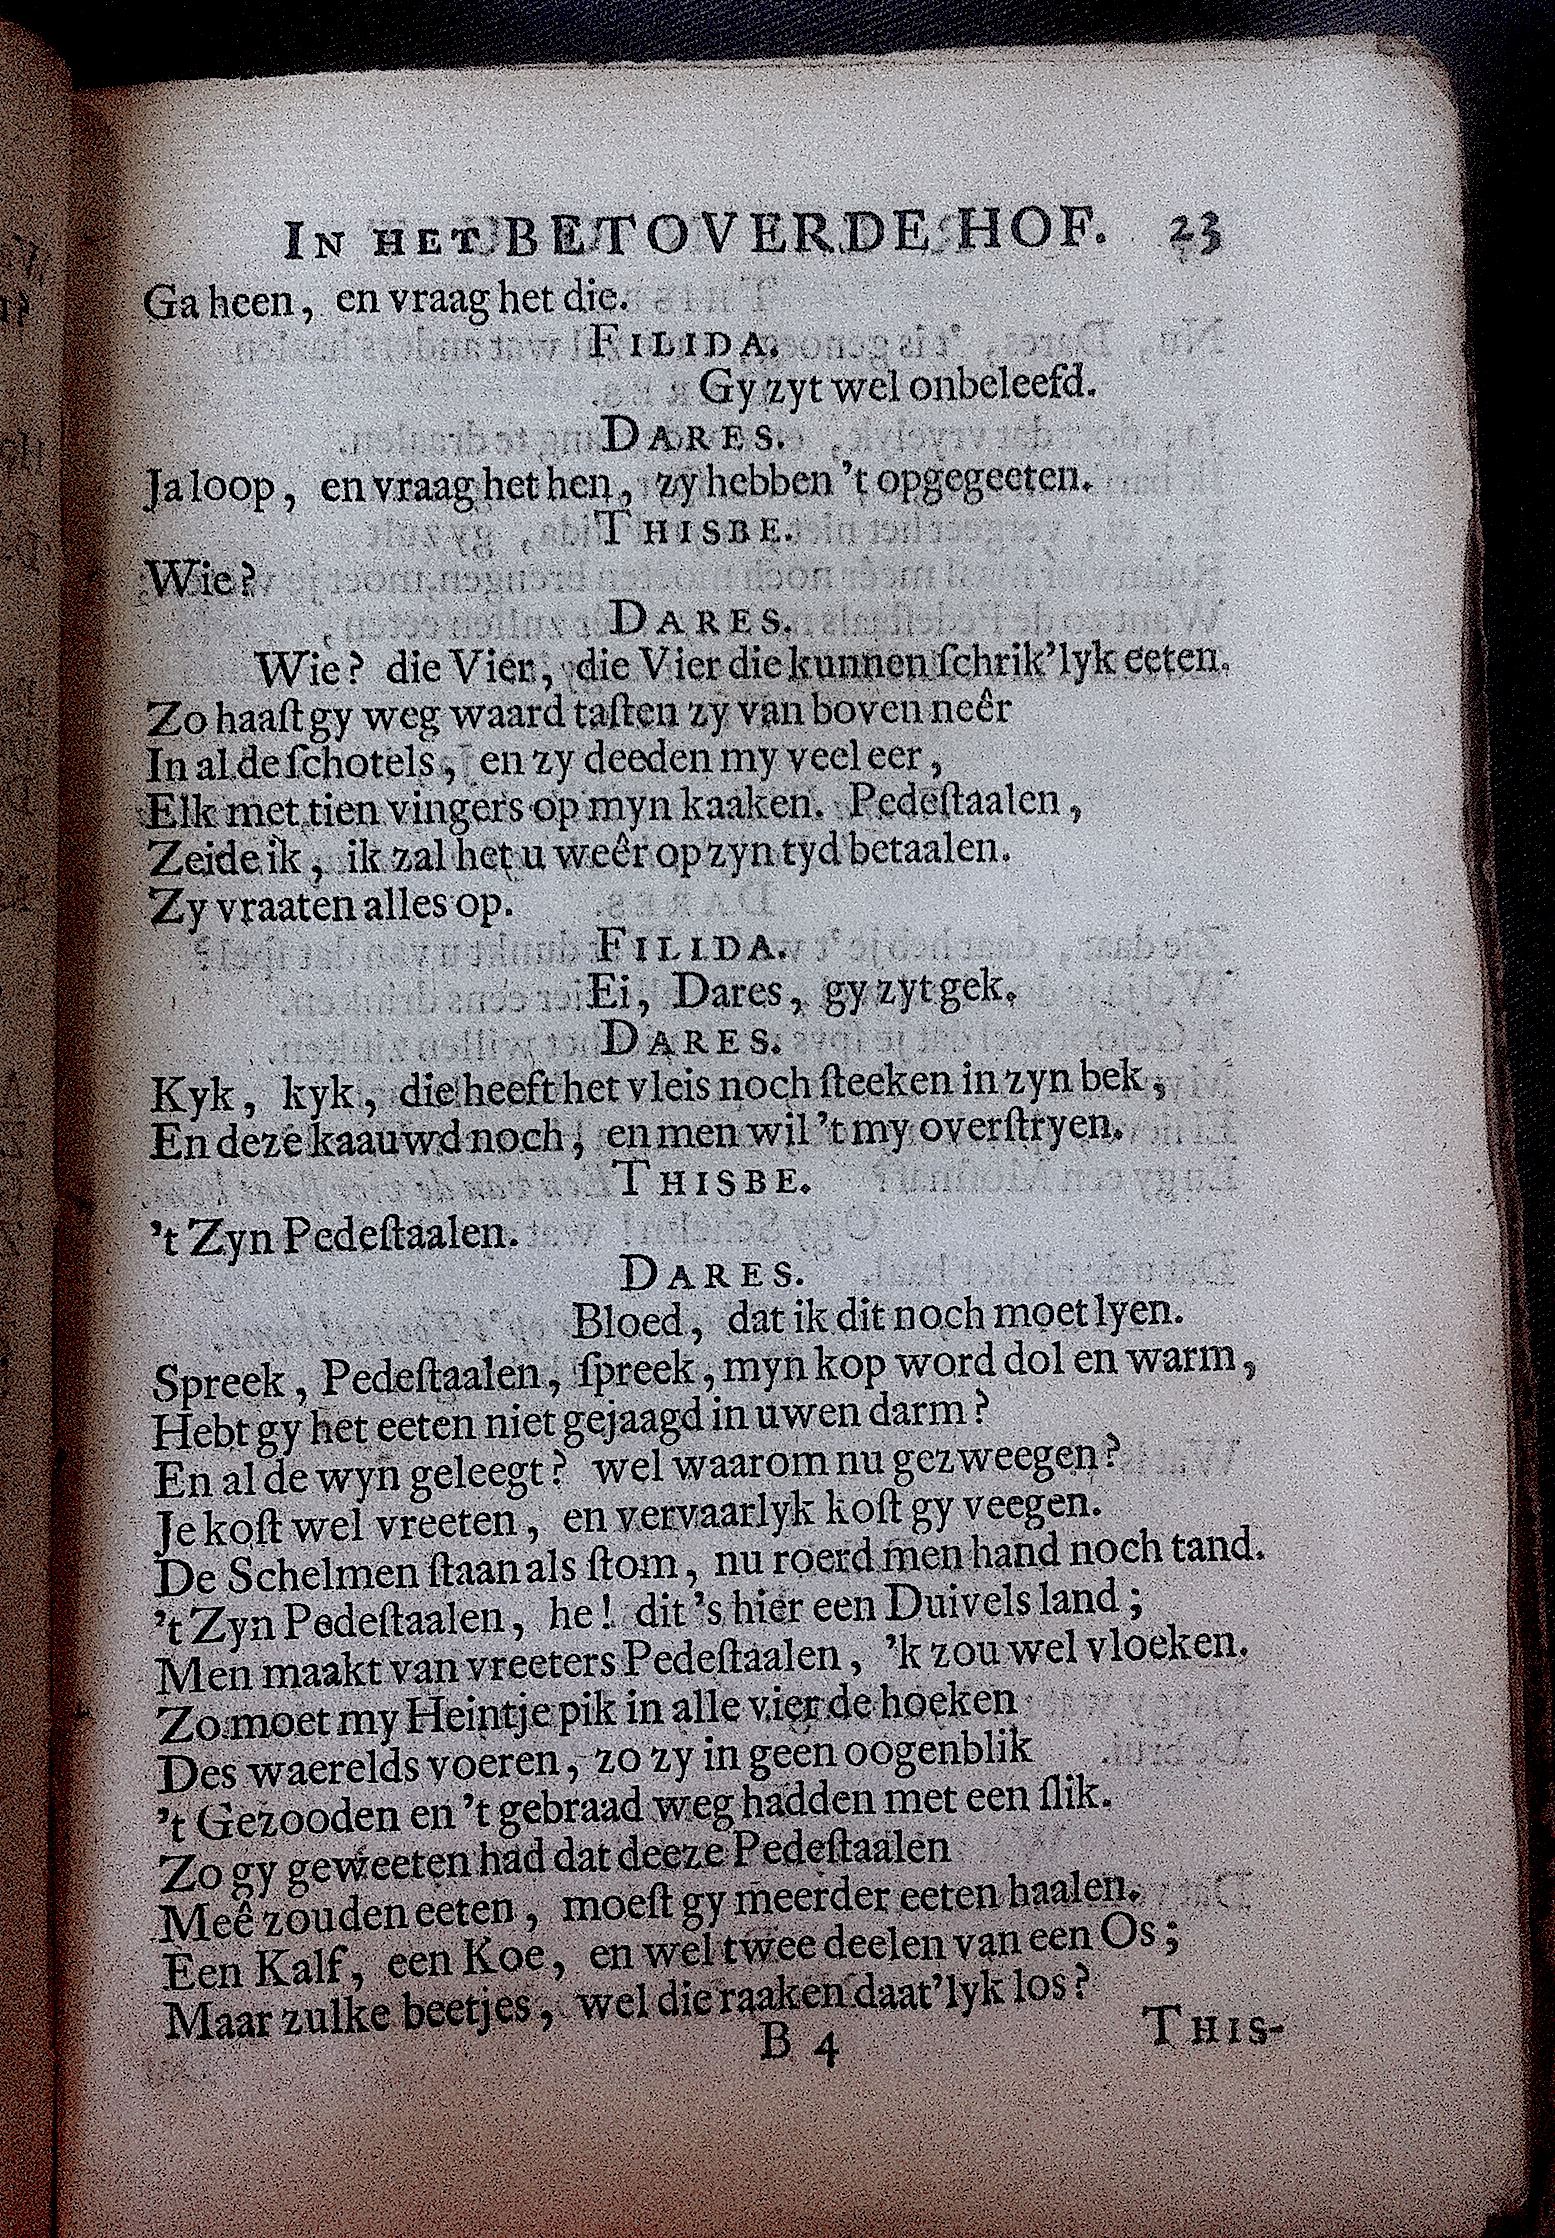 IN HET BETOVERDE HOF. 23
Ga heen, en vraag het die.
FILIDA.
Gy zyt wel onbeleefd.
DARES.
Ja loop, en vraag het hen, zy hebben 't opgegeeten.
THISBE.
Wie?
DARES.
Wie? die Vier, die Vier die kunnen ſchrik'lyk eeten.
Zo haaſt gy weg waard taſten zy van boven neêr
In al de ſchotels, en zy deeden my veel eer,
Elk met tien vingers op myn kaaken. Pedeſtaalen,
Zeide ik, ik zal het u weêr op zyn tyd betaalen.
Zy vraaten alles op.
FILIDA.
Ei, Dares, gy zyt gek.
DARES.
Kyk, kyk, die heeft het vleis noch ſteeken in zyn bek,
En deze kaauwd noch, en men wil 't my overſtryen.
THISBE.
't Zyn Pedeſtaalen.
DARES.
Bloed, dat ik dit noch moet lyen.
Spreek, Pedeſtaalen, ſpreek, myn kop word dol en warm,
Hebt gy het eeten niet gejaagd in uwen darm?
En al de wyn geleegt? wel waarom nu gezweegen?
Je koſt wel vreeten, en vervaarlyk koſt gy veegen.
De Schelmen ſtaan als ſtom, nu roerd men hand noch tand.
't Zyn Pedeſtaalen, he! dit 's hier een Duivels land;
Men maakt van vreeters Pedeſtaalen, 'k zou wel vloeken.
Zo moet my Heintje pik in alle vier de hoeken
Des waerelds voeren, zo zy in geen oogenblik
't Gezooden en 't gebraad weg hadden met een ſlik.
Zo gy geweeten had dat deeze Pedeſtaalen
Meê zouden eeten, moeſt gy meerder eeten haalen.
Een Kalf, een Koe, en wel twee deelen van een Os;
Maar zulke beetjes, wel die raaken daat'lyk los?
B 4 THIS-